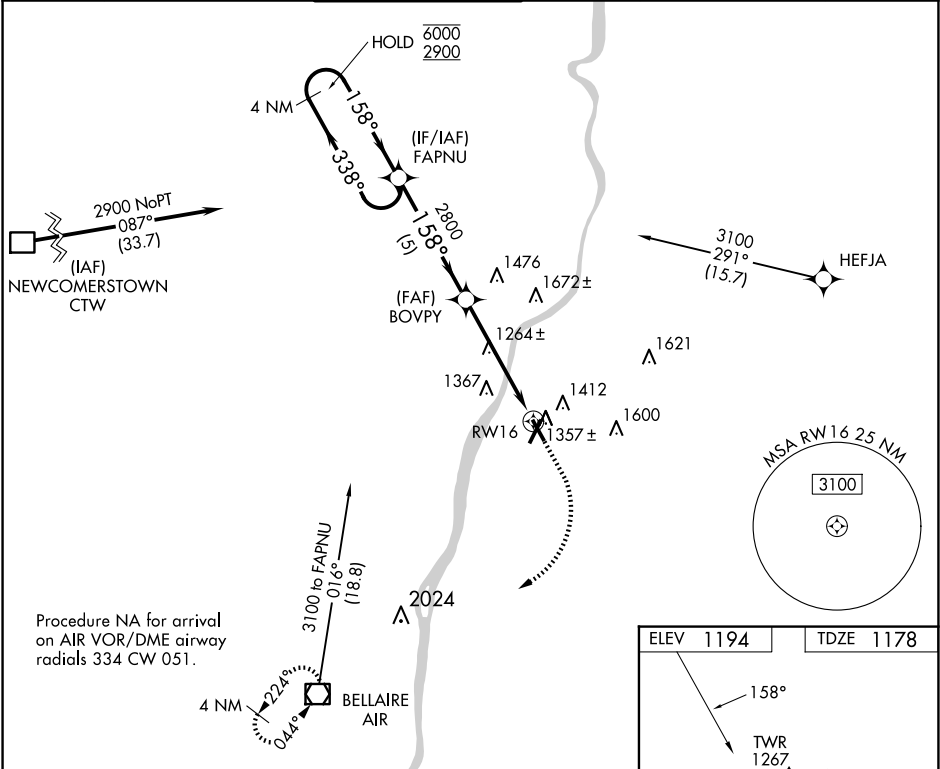 HOLD 6000
2900
4 NM
158°
338°
(IF/IAF)
FAPNU
2900 NoPT
087°
(33.7)
(IAF)
NEWCOMERSTOWN
CTW
2800
158°
(5)
3100
291°
(15.7)
HEFJA
1476
1672±
(FAF)
BOVPY
1264±
1621
1367
1412
RW16
1357±
1600
MSA RW16 25 NM
3100
3100 to FAPNU
016°
(18.8)
2024
Procedure NA for arrival
on AIR VOR/DME airway
radials 334 CW 051.
4 NM
224°
044°
BELLAIRE
AIR
ELEV 1194
TDZE 1178
158°
TWR
1267